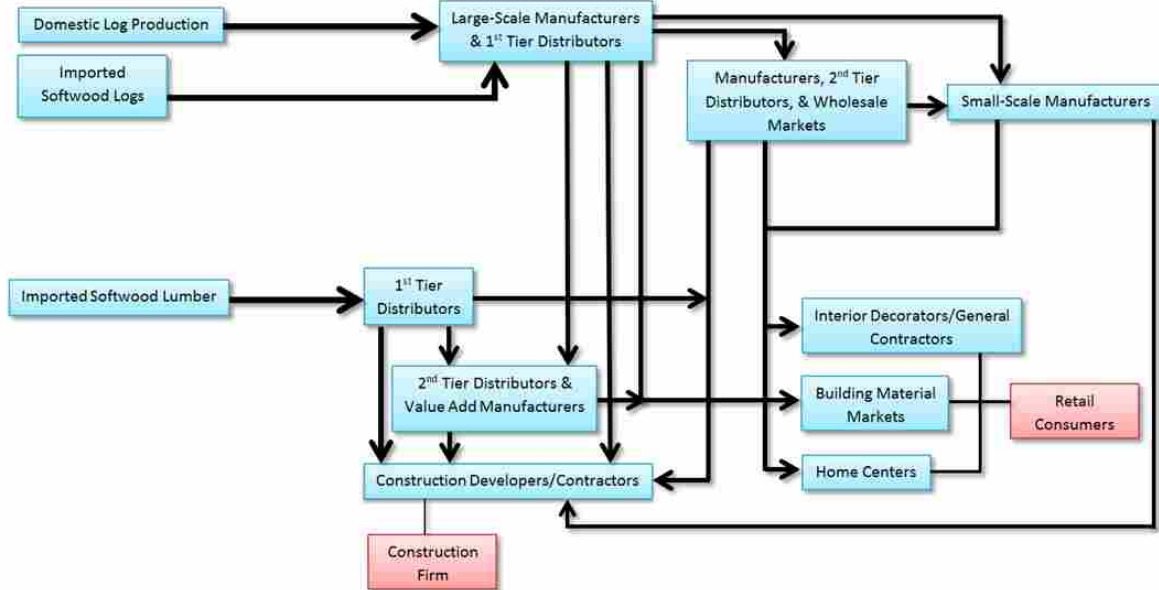 Domestic Log Production
Large-Scale Manufacturers
& 1st Tier Distributors
Imported
Softwood Logs
Manufacturers, 2nd Tier
Distributors, & Wholesale
Markets
Small-Scale Manufacturers
Imported Softwood Lumber
1st Tier
Distributors
Interior Decorators/General
Contractors
2nd Tier Distributors &
Value Add Manufacturers
Building Material
Markets
Retail
Consumers
Construction Developers/Contractors
Home Centers
Construction
Firm